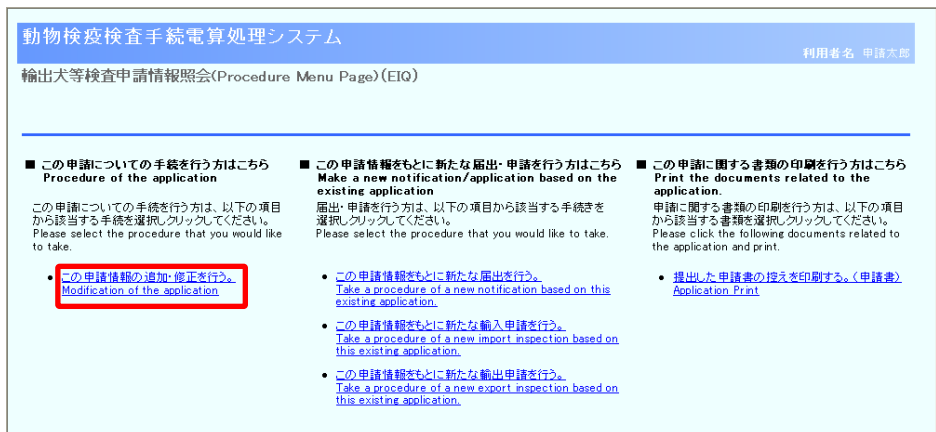 動物検疫検査手続電算処理システム
利用者名 申請太郎
輸出犬等検査申請情報照会(Procedure Menu Page)(EIQ)
■ この申請についての手続を行う方はこちら
Procedure of the application
この申請についての手続を行う方は、以下の項目
から該当する手続を選択しクリックしてください。
Please select the procedure that you would like
to take.
• この申請情報の追加・修正を行う。
Modification of the application
■ この申請情報をもとに新たな届出・申請を行う方はこちら
Make a new notification/application based on the
existing application
届出・申請を行う方は、以下の項目から該当する手続きを
選択しクリックしてください。
Please select the procedure that you would like to take.
• この申請情報をもとに新たな届出を行う。
Take a procedure of a new notification based on this
existing application.
• この申請情報をもとに新たな輸入申請を行う。
Take a procedure of a new import inspection based on
this existing application.
• この申請情報をもとに新たな輸出申請を行う。
Take a procedure of a new export inspection based on
this existing application.
■ この申請に関する書類の印刷を行う方はこちら
Print the documents related to the
application.
申請に関する書類の印刷を行う方は、以下の項目
から該当する書類を選択しクリックしてください。
Please click the following documents related to
the application and print.
• 提出した申請書の控えを印刷する。(申請書)
Application Print